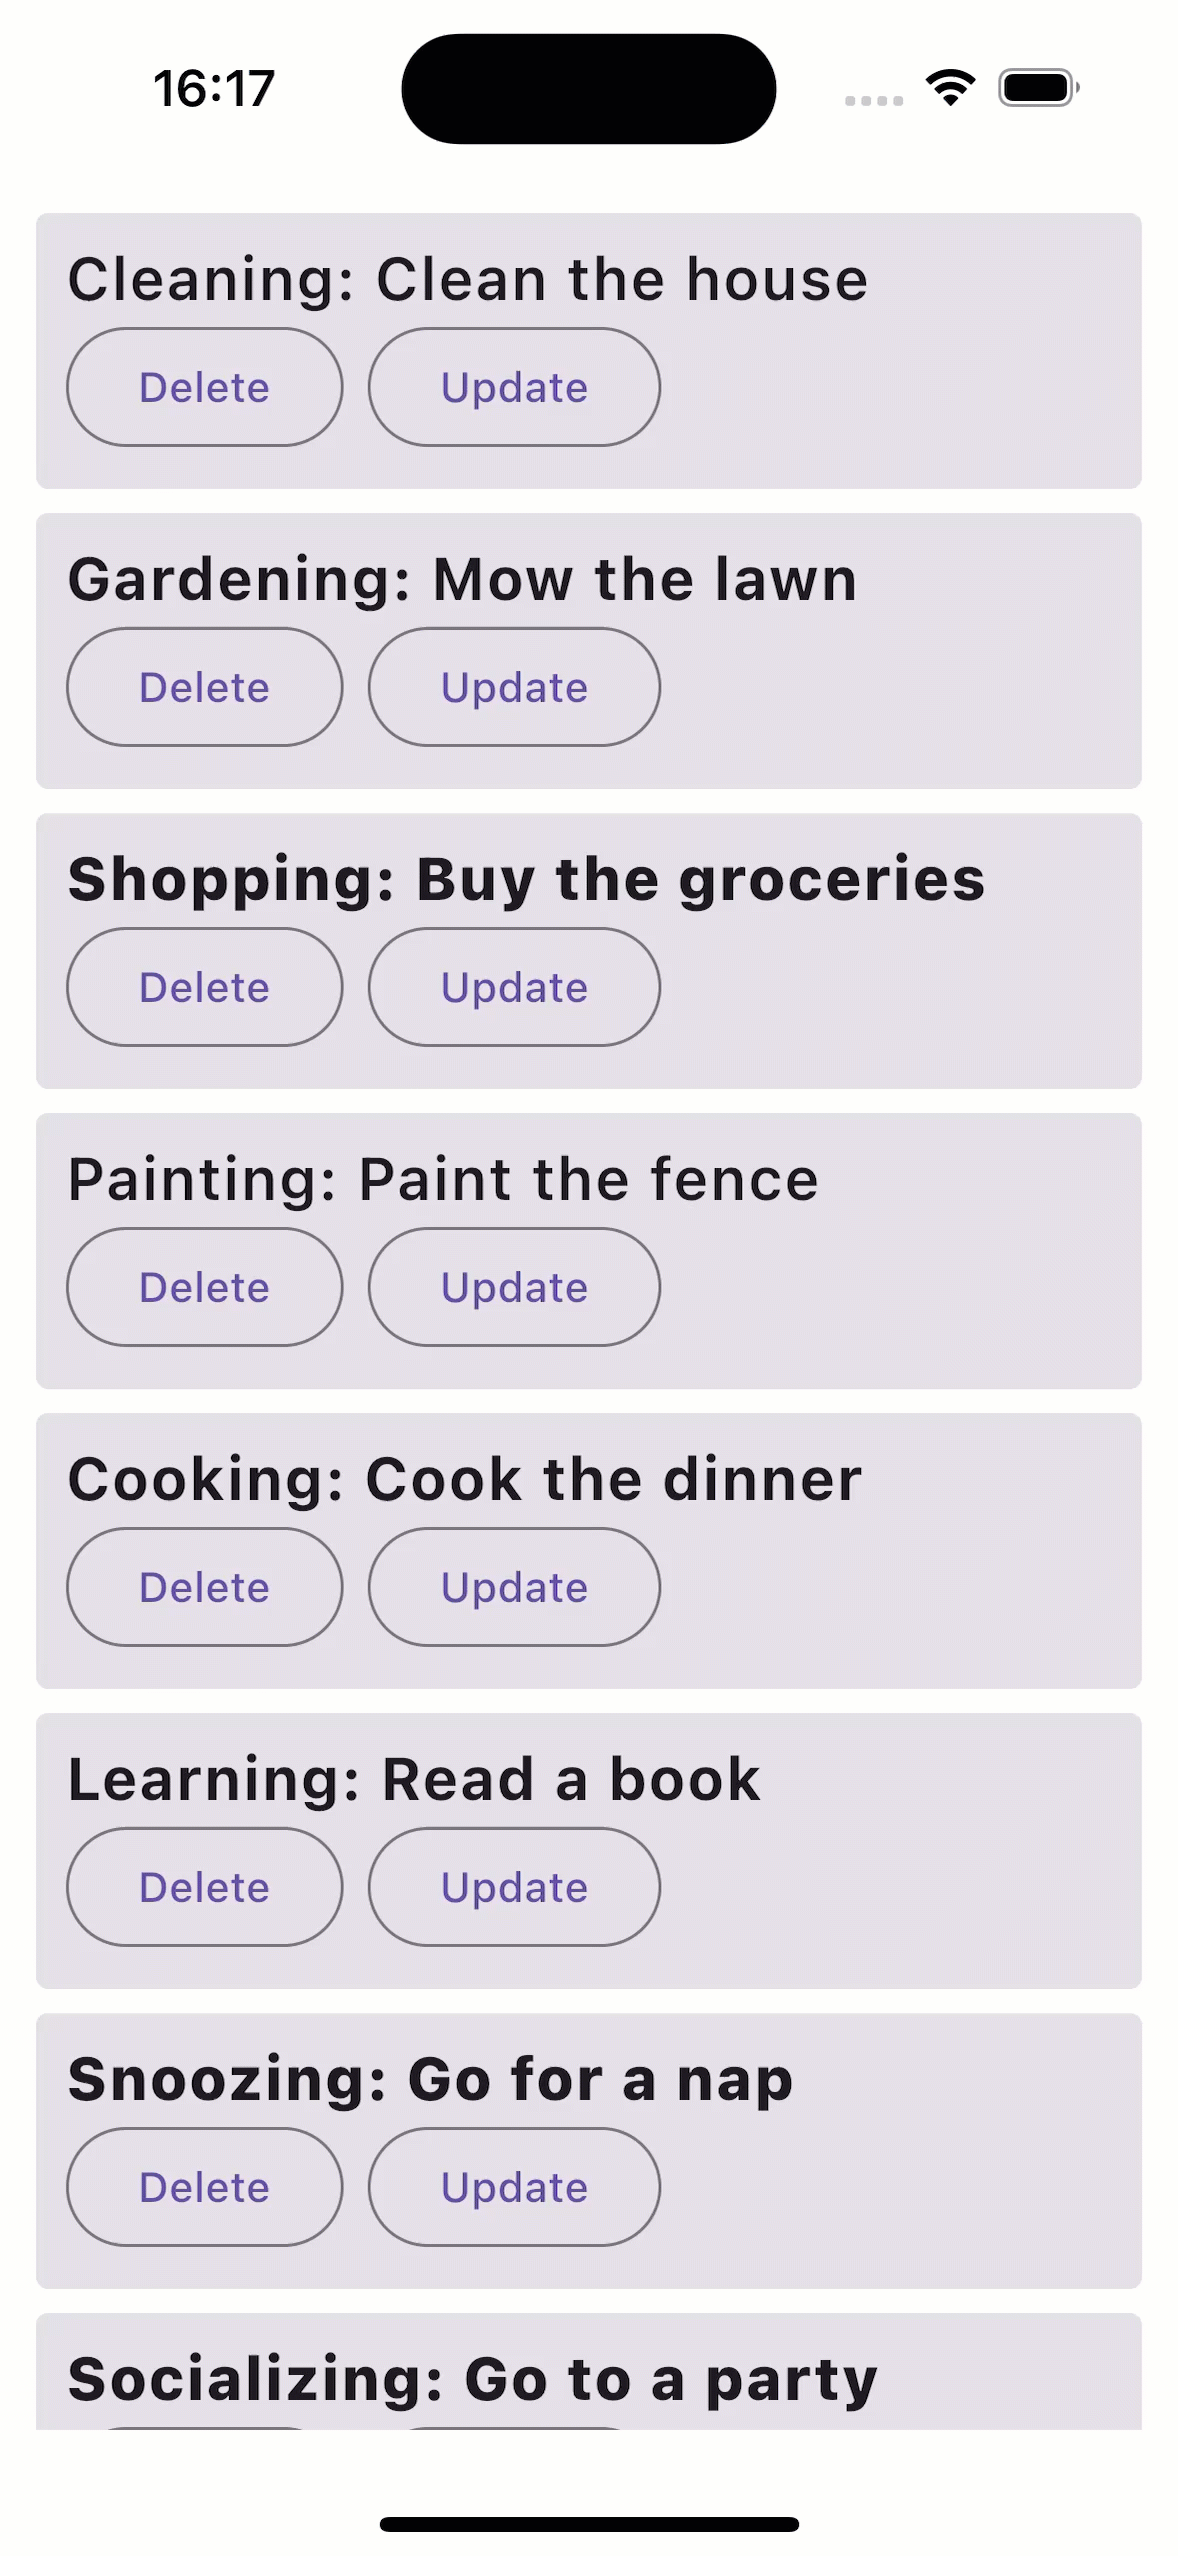 16:17
Cleaning: Clean the house
Delete Update
Gardening: Mow the lawn
Delete Update
Shopping: Buy the groceries
Delete Update
Painting: Paint the fence
Delete Update
Cooking: Cook the dinner
Delete Update
Learning: Read a book
Delete Update
Snoozing: Go for a nap
Delete Update
Socializing: Go to a party